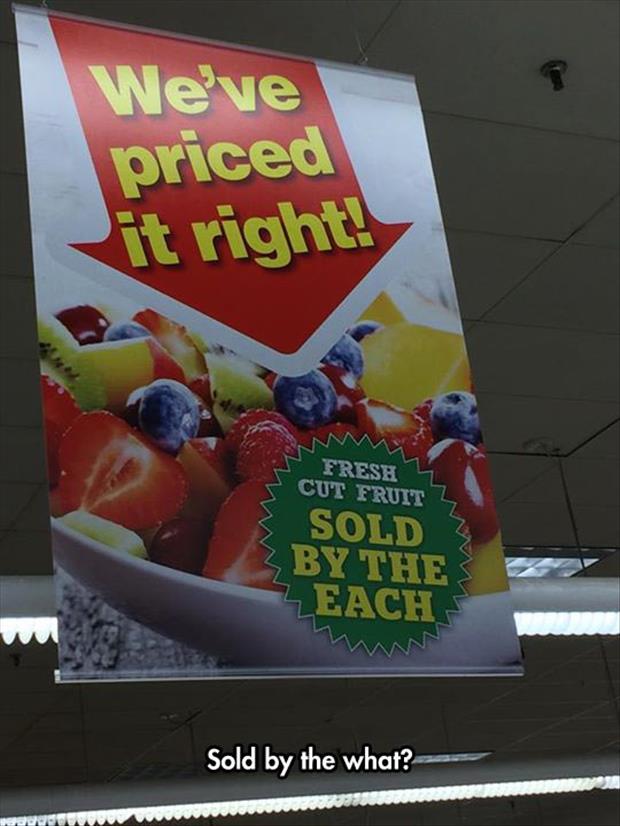 We've
priced
it right!
FRESH
CUT FRUIT
SOLD
BY THE
EACH
Sold by the what?